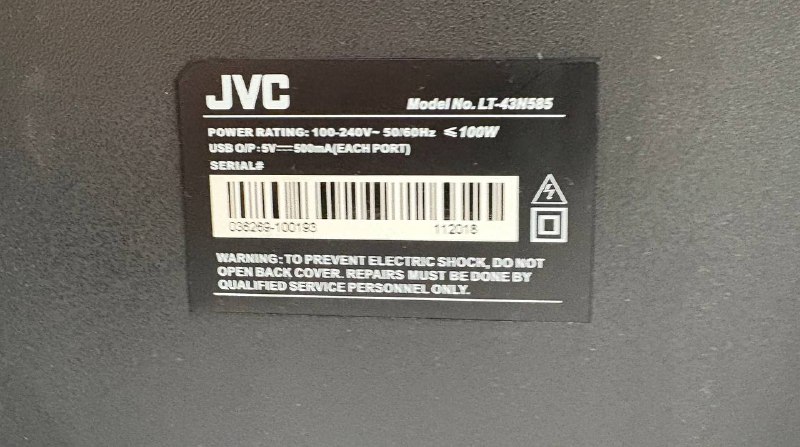 JVC
Model No. LT-43N585
POWER RATING: 100-240V~ 50/60Hz ≤100W
USB O/P: 5V⎓500mA(EACH PORT)
SERIAL#
036269-100193 112018
WARNING: TO PREVENT ELECTRIC SHOCK, DO NOT
OPEN BACK COVER. REPAIRS MUST BE DONE BY
QUALIFIED SERVICE PERSONNEL ONLY.